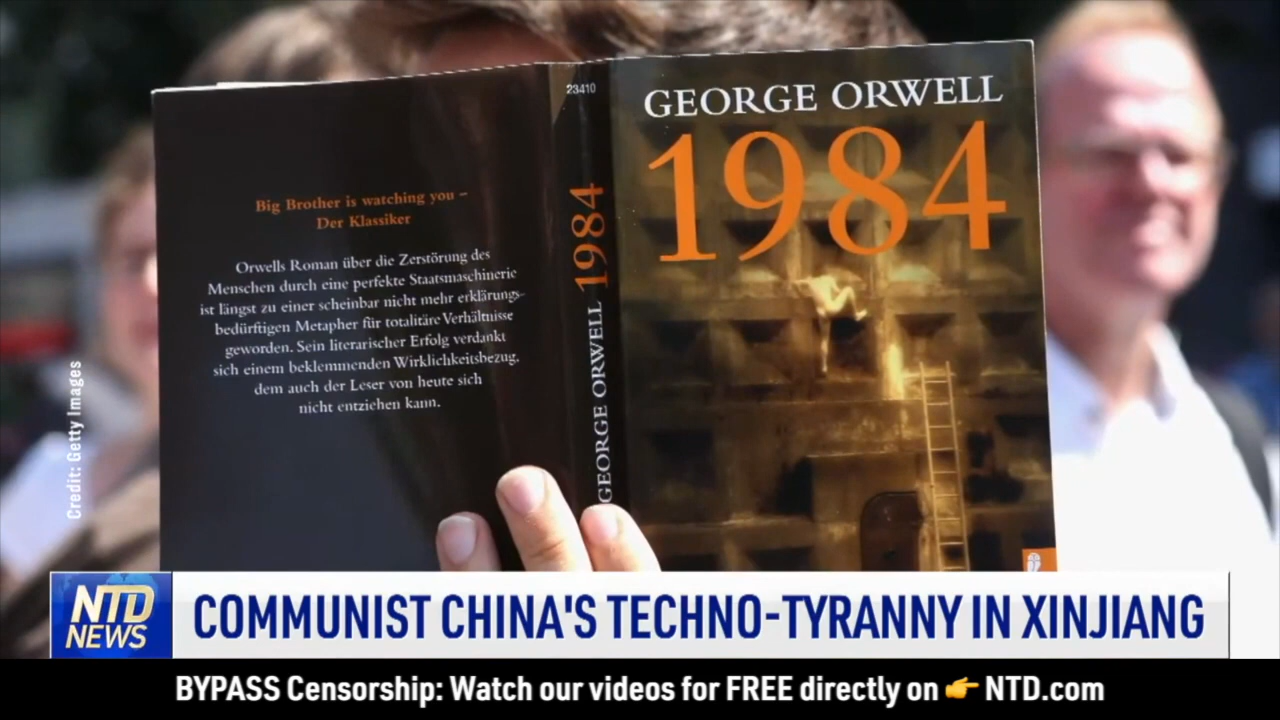 23410
GEORGE ORWELL
1984
Big Brother is watching you –
Der Klassiker
Orwells Roman über die Zerstörung des
Menschen durch eine perfekte Staatsmaschinerie
ist längst zu einer scheinbar nicht mehr erklärungs-
bedürftigen Metapher für totalitäre Verhältnisse
geworden. Sein literarischer Erfolg verdankt
sich einem beklemmenden Wirklichkeitsbezug,
dem auch der Leser von heute sich
nicht entziehen kann.
GEORGE ORWELL 1984
Credit: Getty Images
NTD
NEWS
COMMUNIST CHINA'S TECHNO-TYRANNY IN XINJIANG
BYPASS Censorship: Watch our videos for FREE directly on 👉 NTD.com